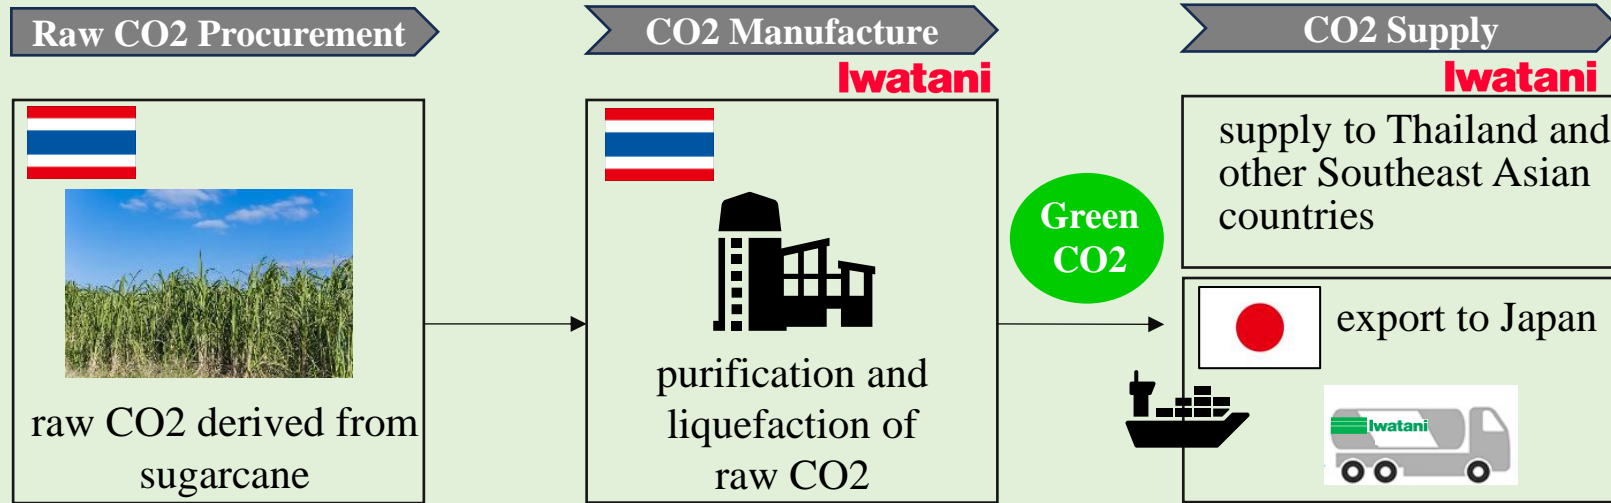 Raw CO2 Procurement
CO2 Manufacture
CO2 Supply
Iwatani
Iwatani
raw CO2 derived from
sugarcane
purification and
liquefaction of
raw CO2
Green
CO2
supply to Thailand and
other Southeast Asian
countries
export to Japan
Iwatani